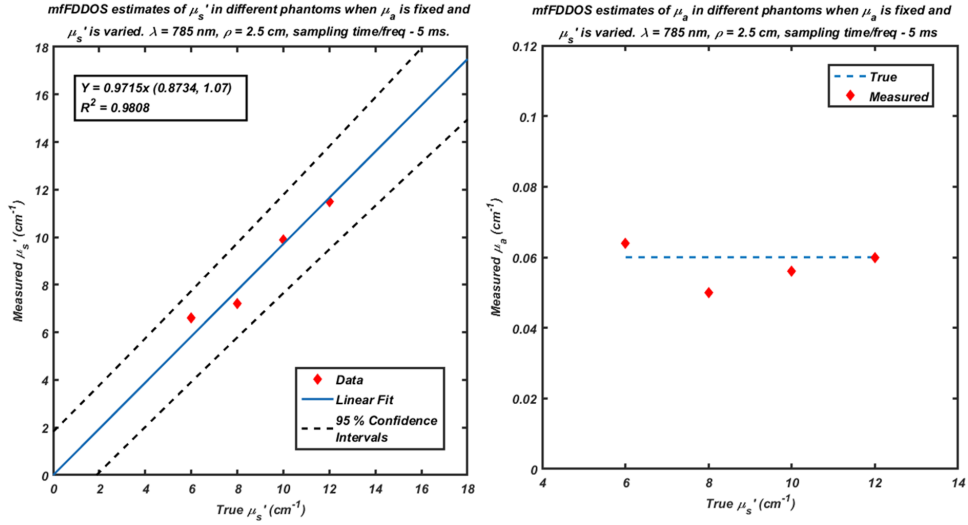 mfFDDOS estimates of μs' in different phantoms when μa is fixed and
μs' is varied. λ = 785 nm, ρ = 2.5 cm, sampling time/freq - 5 ms.
18
16
14
12
10
8
6
4
2
0
Measured μs' (cm-1)
Y = 0.9715x (0.8734, 1.07)
R2 = 0.9808
Data
Linear Fit
95 % Confidence
Intervals
0 2 4 6 8 10 12 14 16 18
True μs' (cm-1)
mfFDDOS estimates of μa in different phantoms when μa is fixed and
μs' is varied. λ = 785 nm, ρ = 2.5 cm, sampling time/freq - 5 ms
0.12
0.1
0.08
0.06
0.04
0.02
0
Measured μa (cm-1)
True
Measured
4 6 8 10 12 14
True μs' (cm-1)